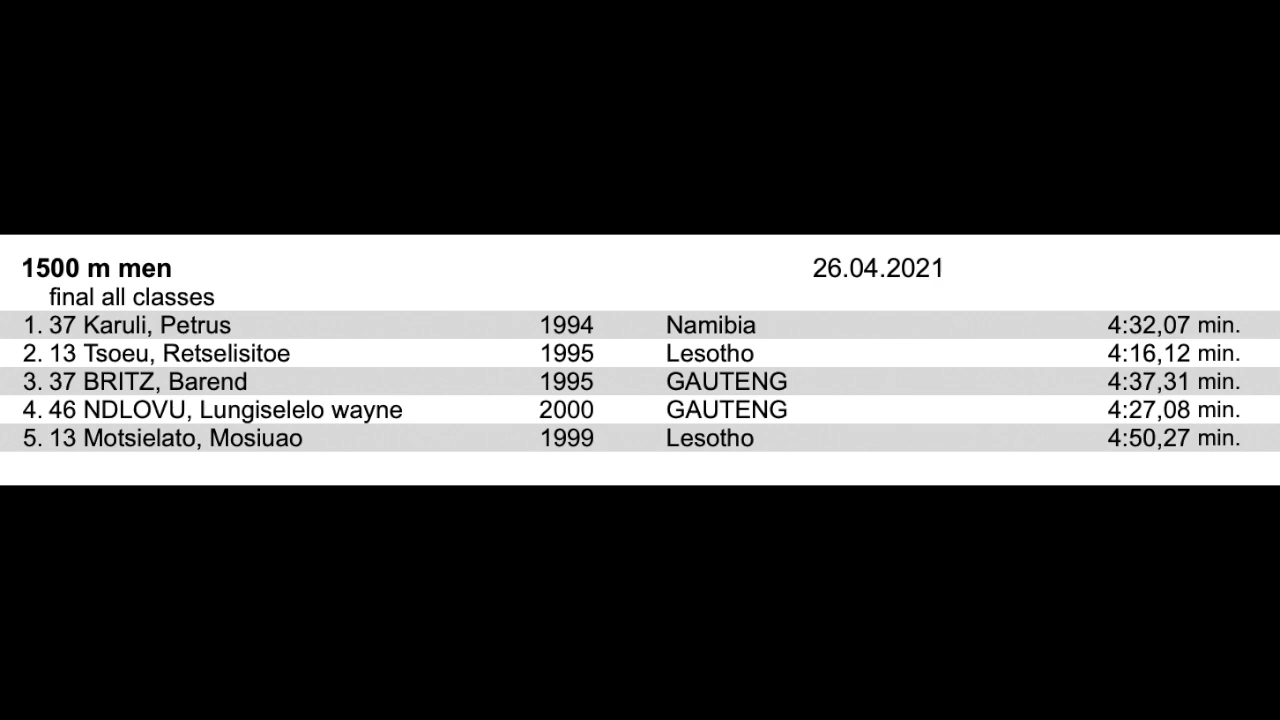 1500 m men 26.04.2021
final all classes
1. 37 Karuli, Petrus 1994 Namibia 4:32,07 min.
2. 13 Tsoeu, Retselisitoe 1995 Lesotho 4:16,12 min.
3. 37 BRITZ, Barend 1995 GAUTENG 4:37,31 min.
4. 46 NDLOVU, Lungiselelo wayne 2000 GAUTENG 4:27,08 min.
5. 13 Motsielato, Mosiuao 1999 Lesotho 4:50,27 min.